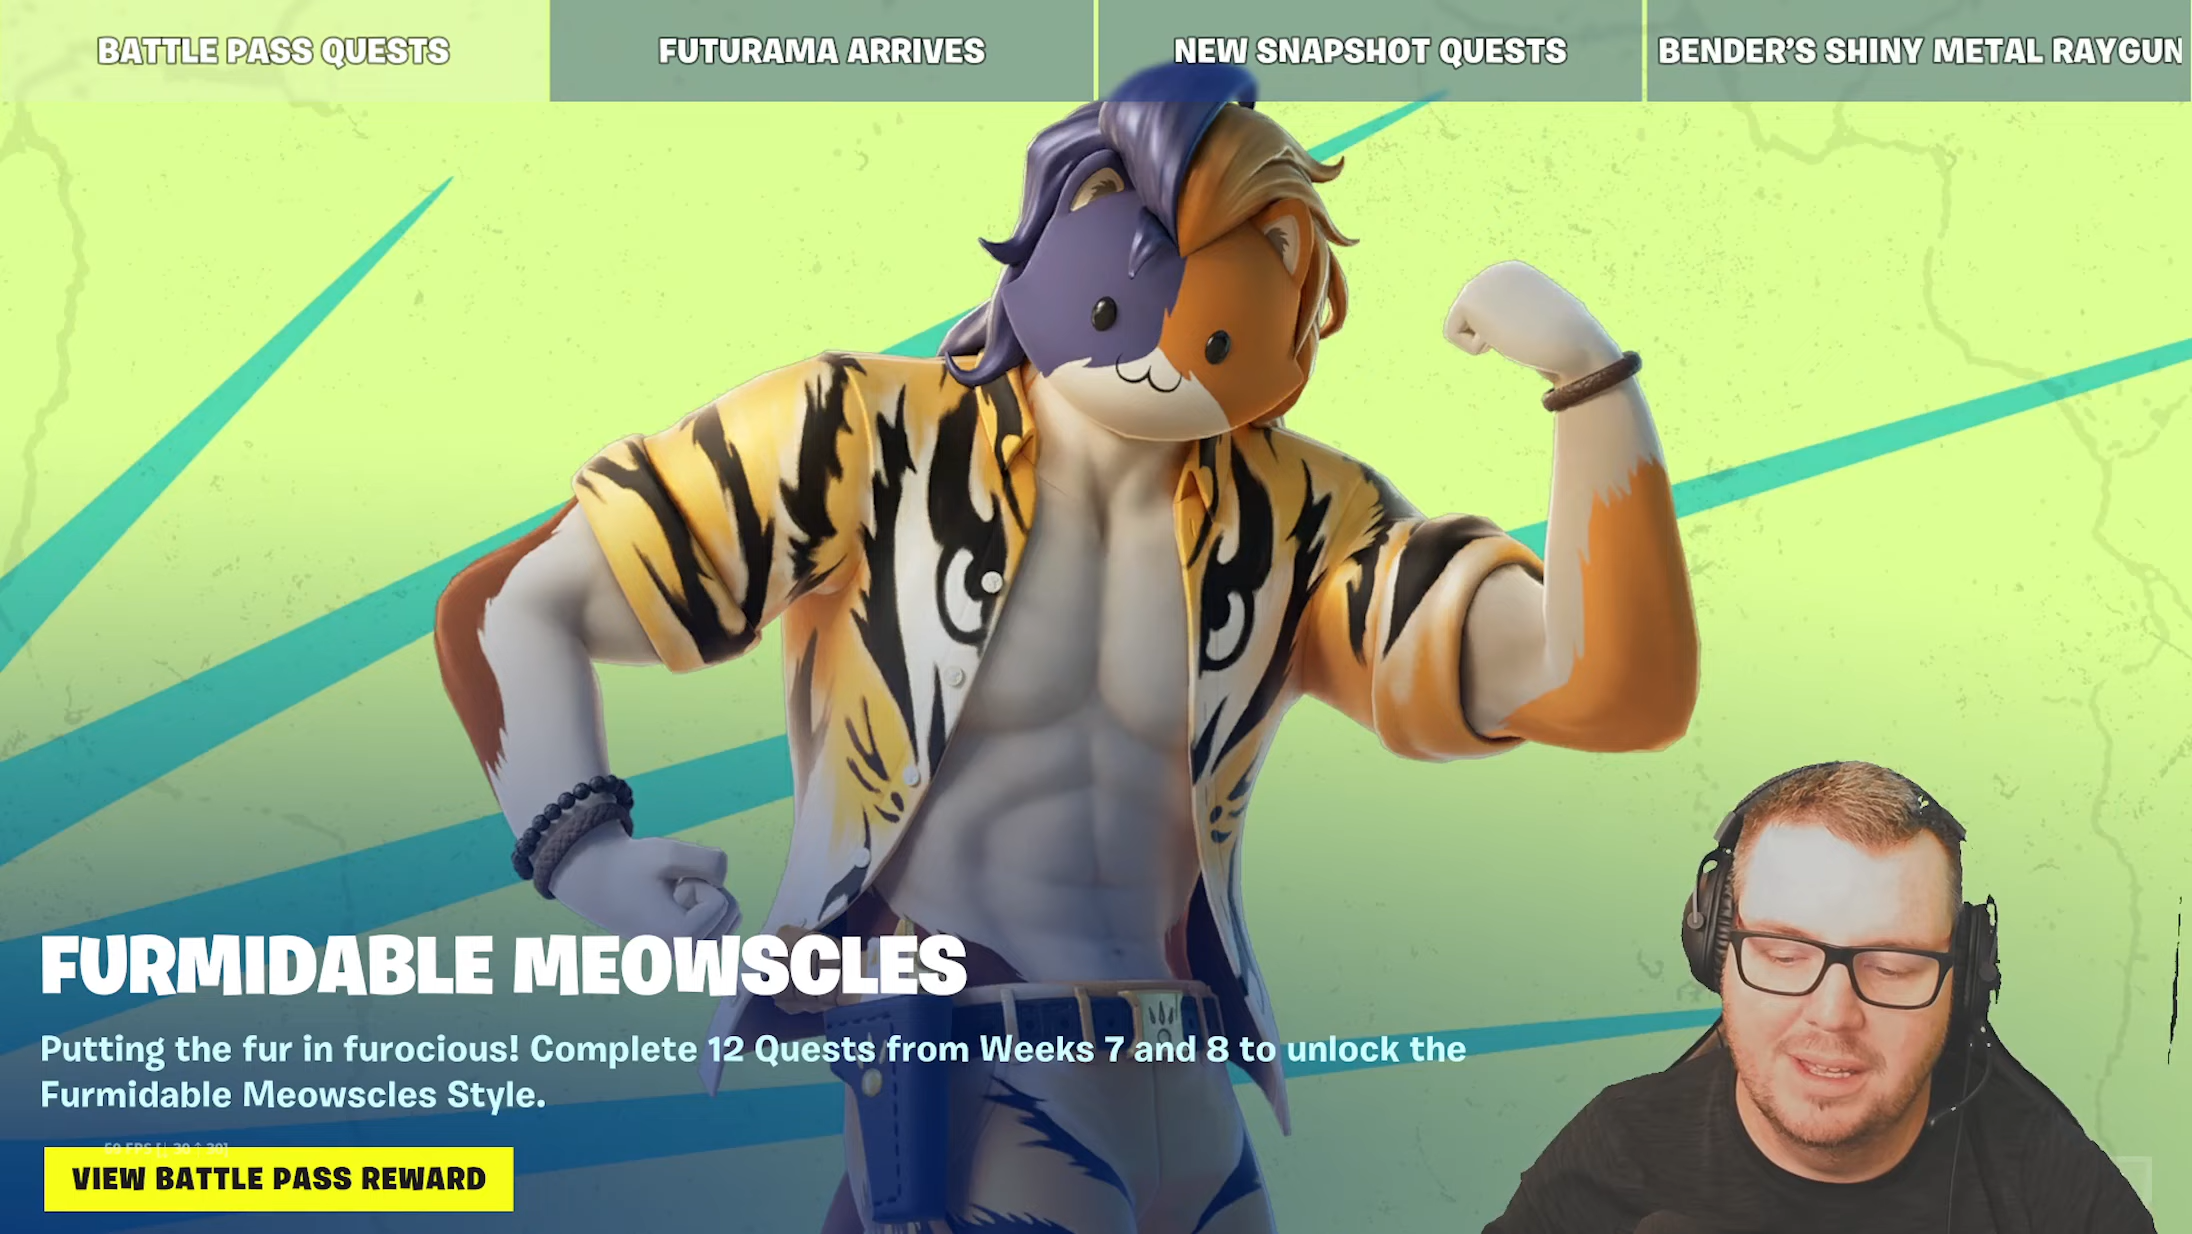 BATTLE PASS QUESTS
FUTURAMA ARRIVES
NEW SNAPSHOT QUESTS
BENDER'S SHINY METAL RAYGUN
FURMIDABLE MEOWSCLES
Putting the fur in furocious! Complete 12 Quests from Weeks 7 and 8 to unlock the
Furmidable Meowscles Style.
VIEW BATTLE PASS REWARD